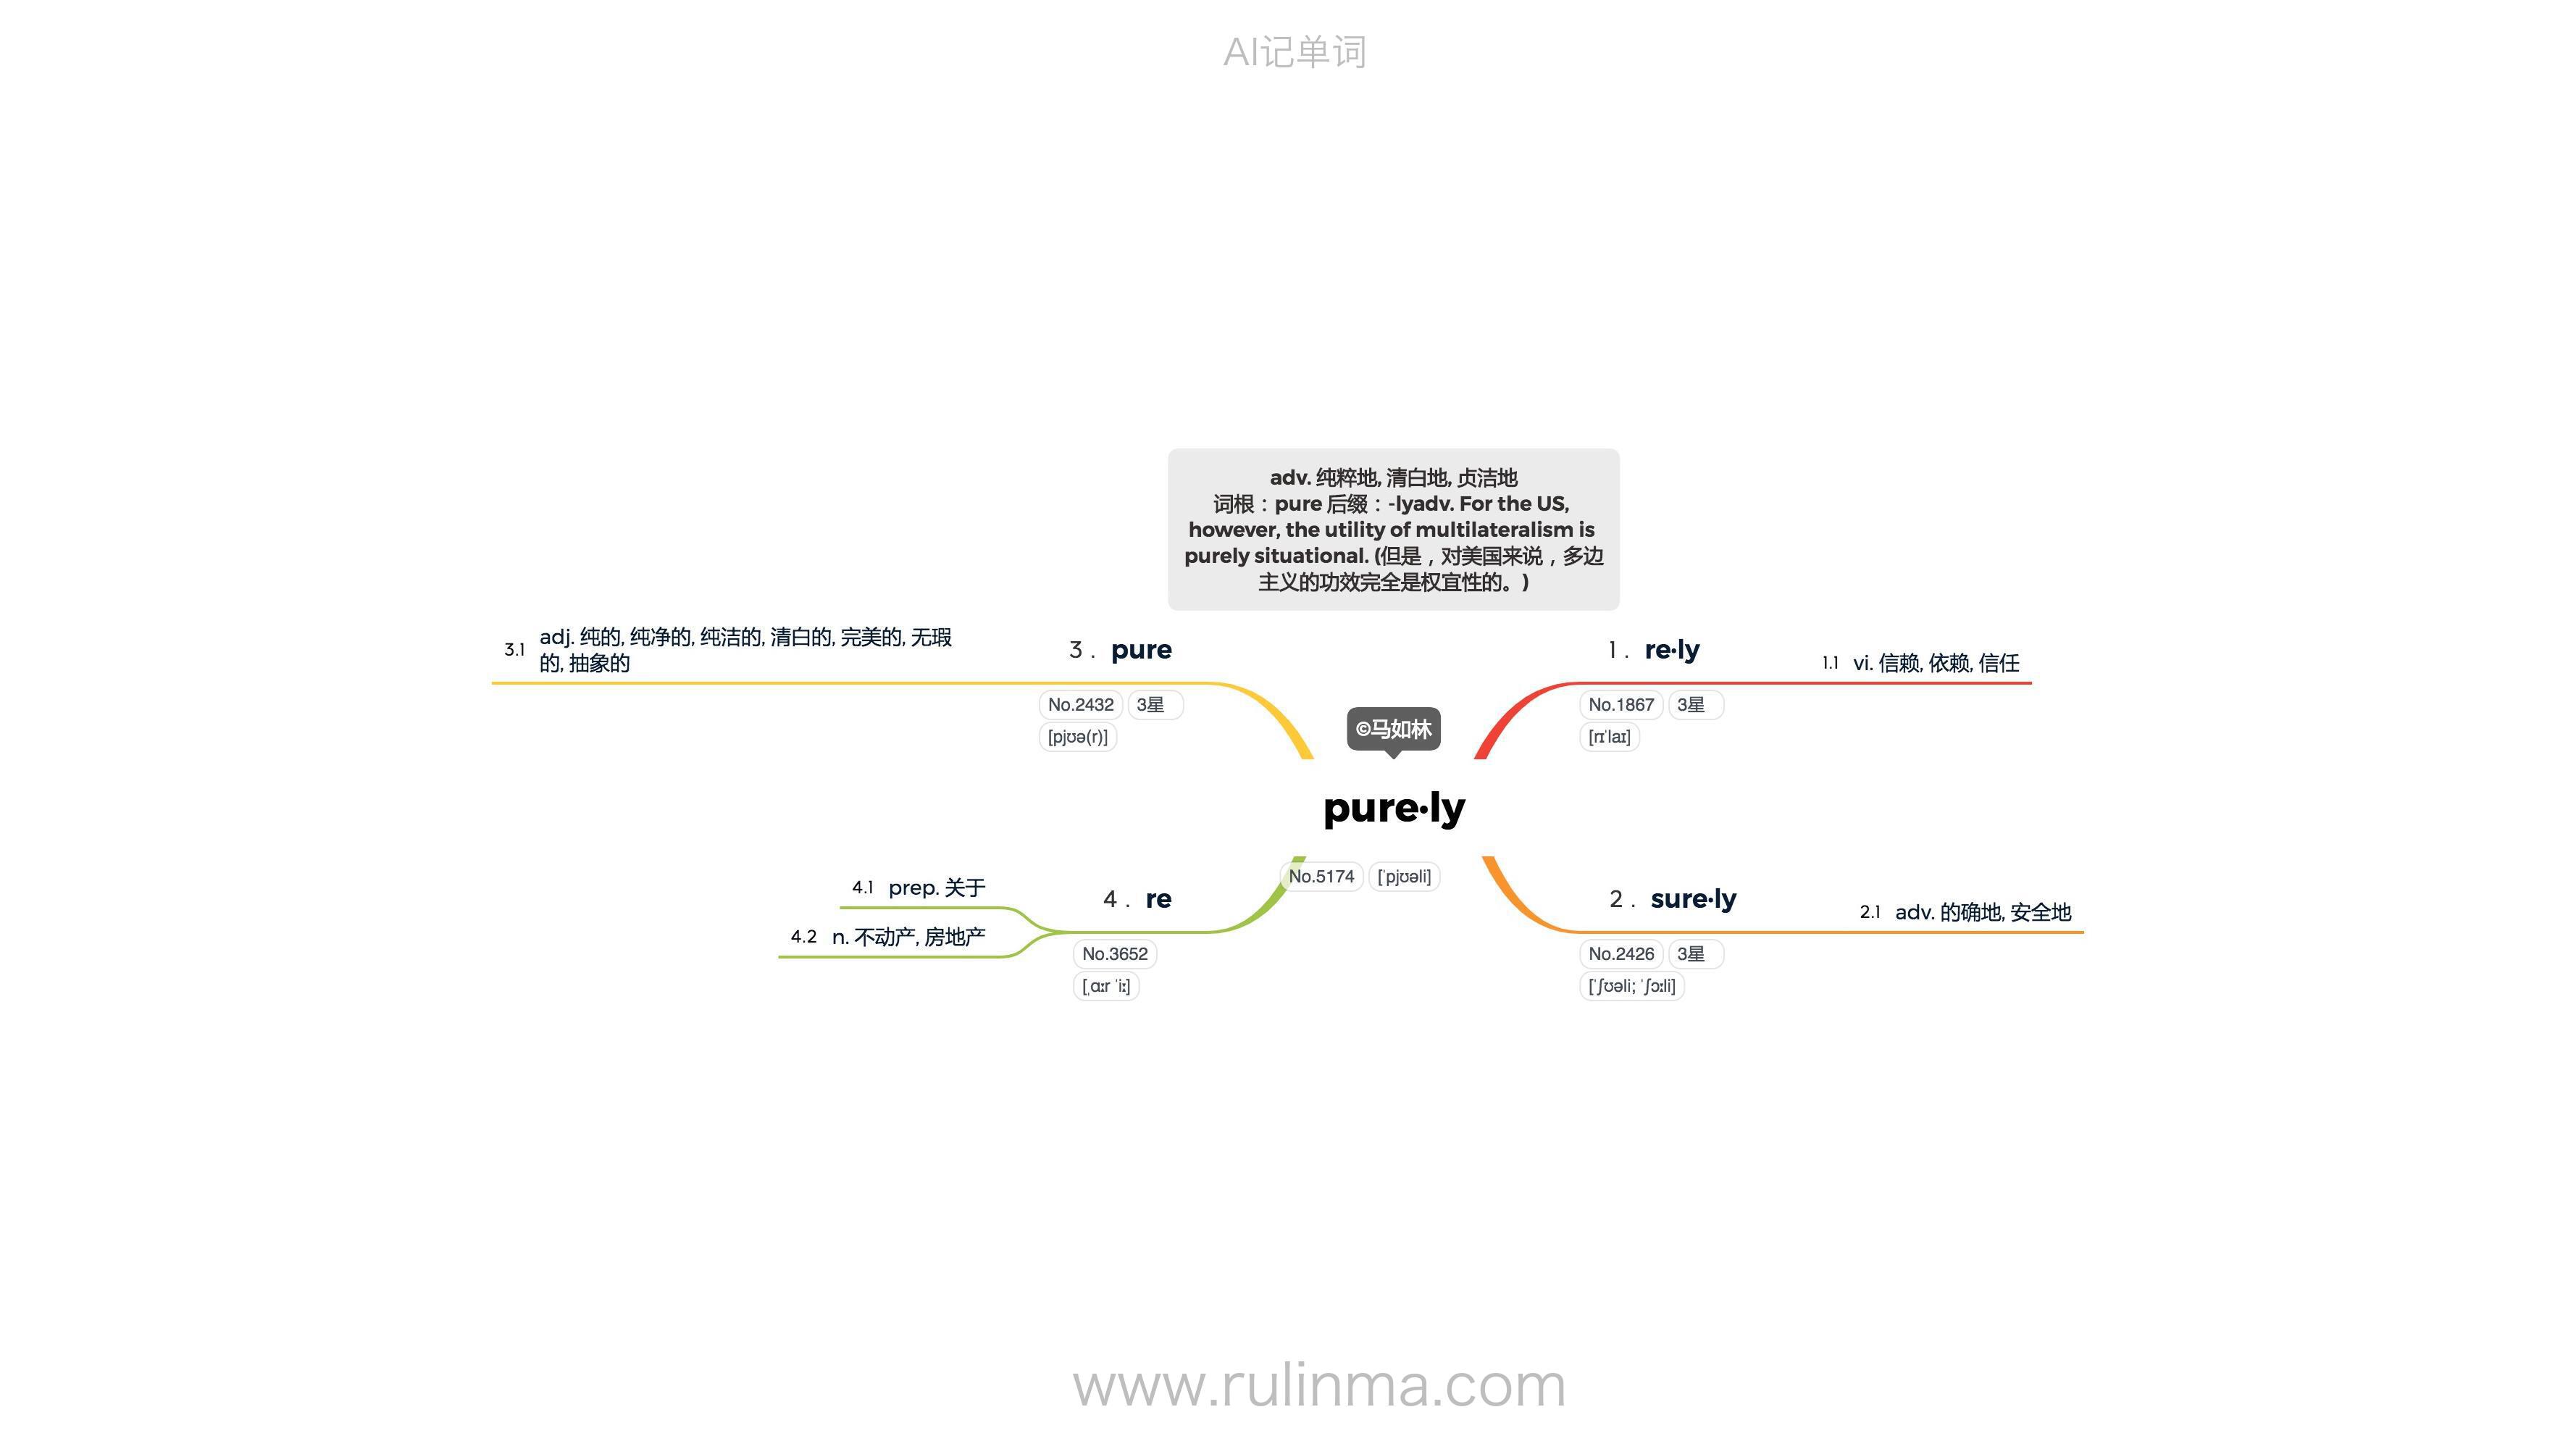 AI记单词
adv. 纯粹地, 清白地, 贞洁地
词根：pure 后缀：-lyadv. For the US,
however, the utility of multilateralism is
purely situational. (但是，对美国来说，多边
主义的功效完全是权宜性的。)
©马如林
pure·ly
No.5174 [ˈpjʊəli]
1. re·ly
No.1867 3星
[rɪˈlaɪ]
1.1 vi. 信赖, 依赖, 信任
2. sure·ly
No.2426 3星
[ˈʃʊəli; ˈʃɔːli]
2.1 adv. 的确地, 安全地
3. pure
No.2432 3星
[pjʊə(r)]
3.1 adj. 纯的, 纯净的, 纯洁的, 清白的, 完美的, 无瑕
的, 抽象的
4. re
No.3652
[ˌɑːr ˈiː]
4.1 prep. 关于
4.2 n. 不动产, 房地产
www.rulinma.com